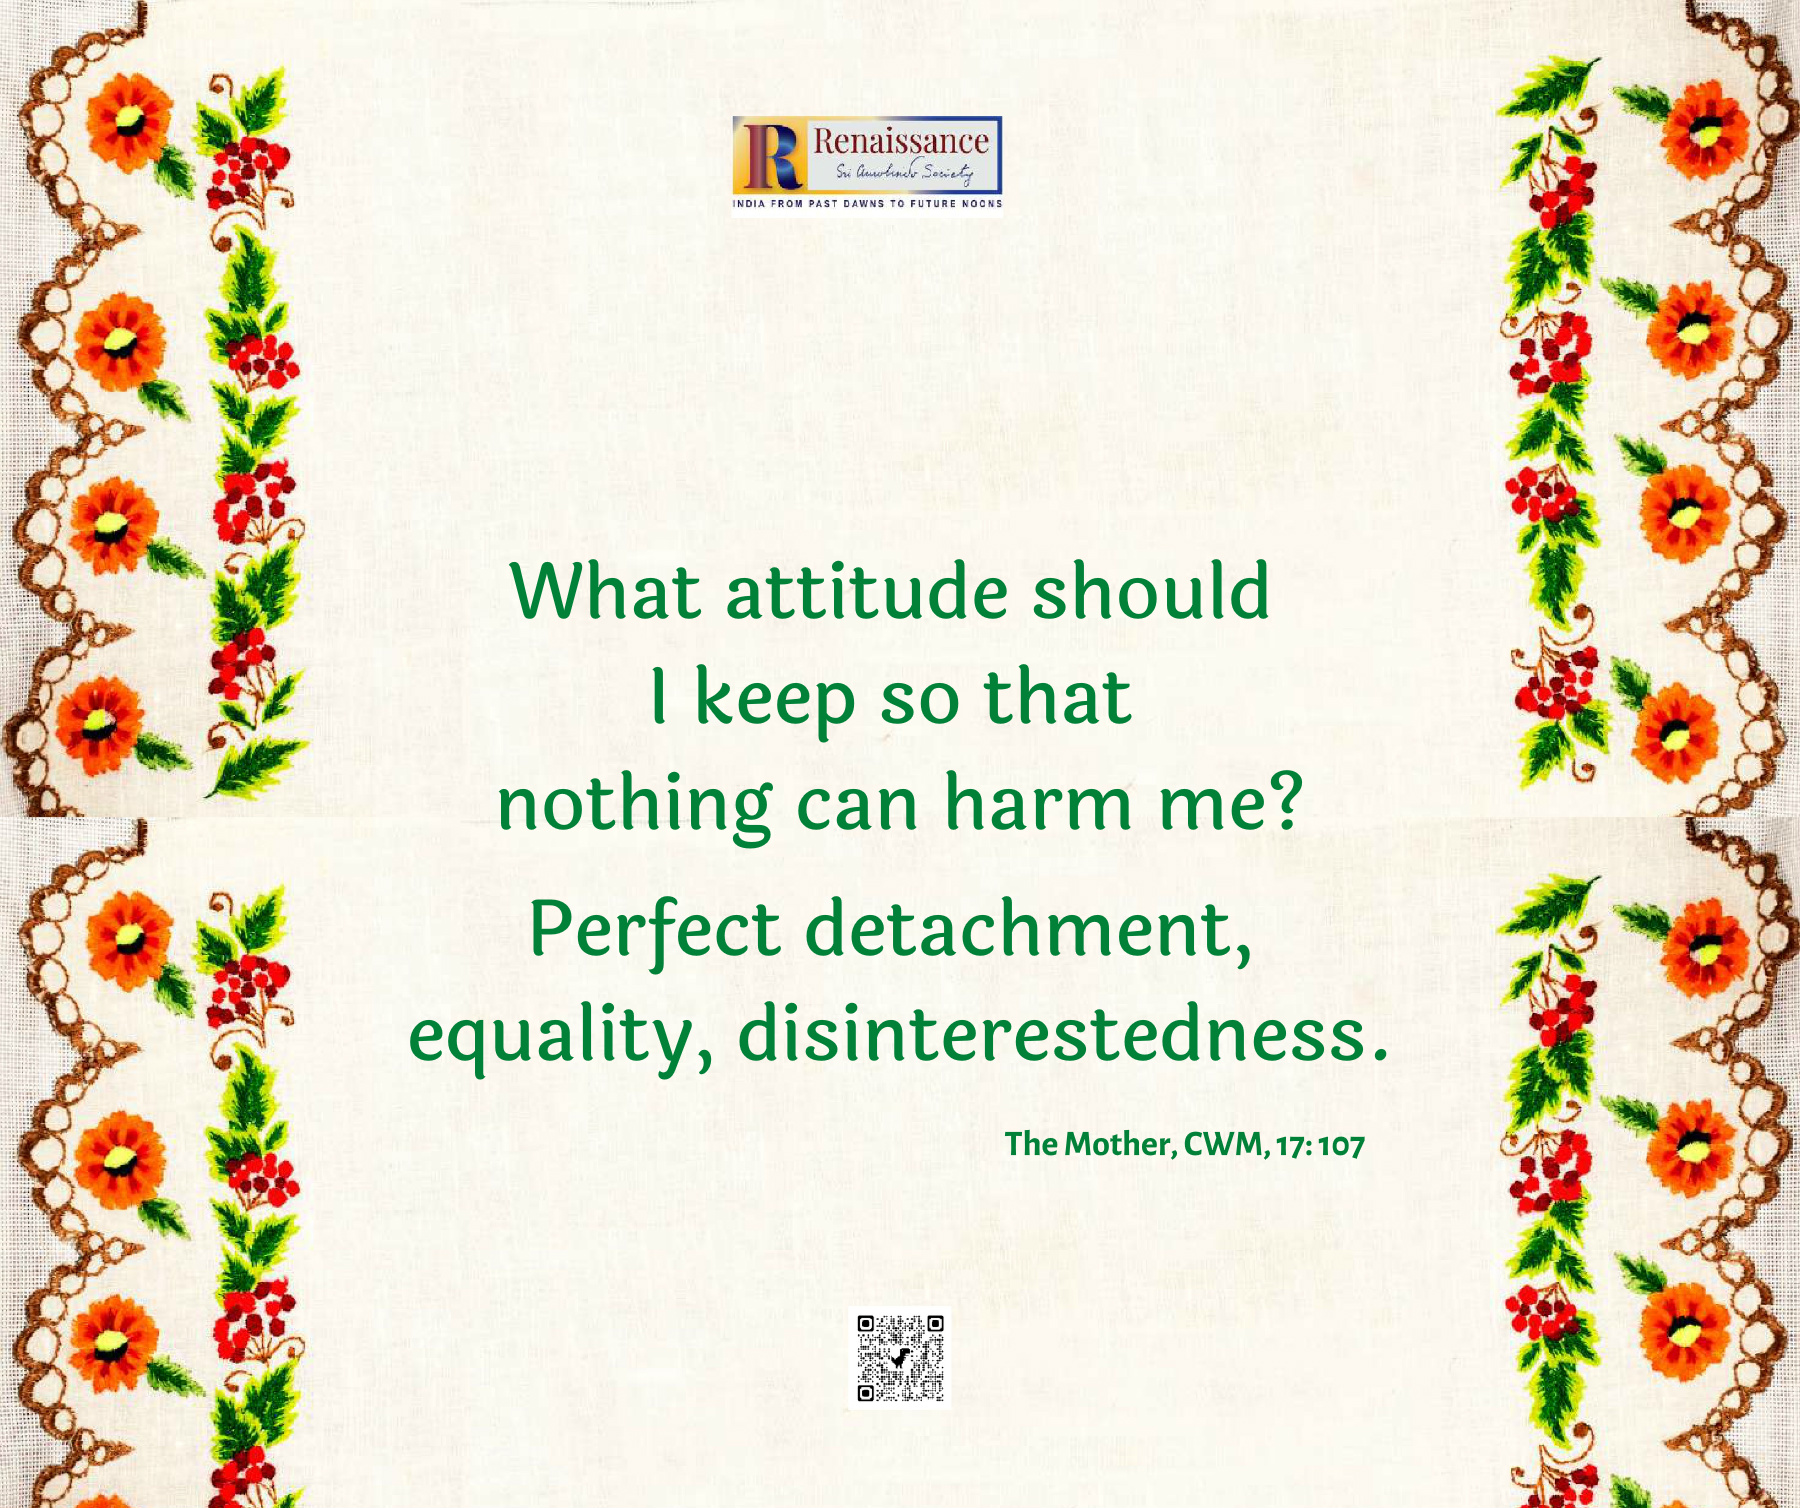 R Renaissance
Sri Aurobindo Society
INDIA FROM PAST DAWNS TO FUTURE NOONS
What attitude should
I keep so that
nothing can harm me?
Perfect detachment,
equality, disinterestedness.
The Mother, CWM, 17: 107